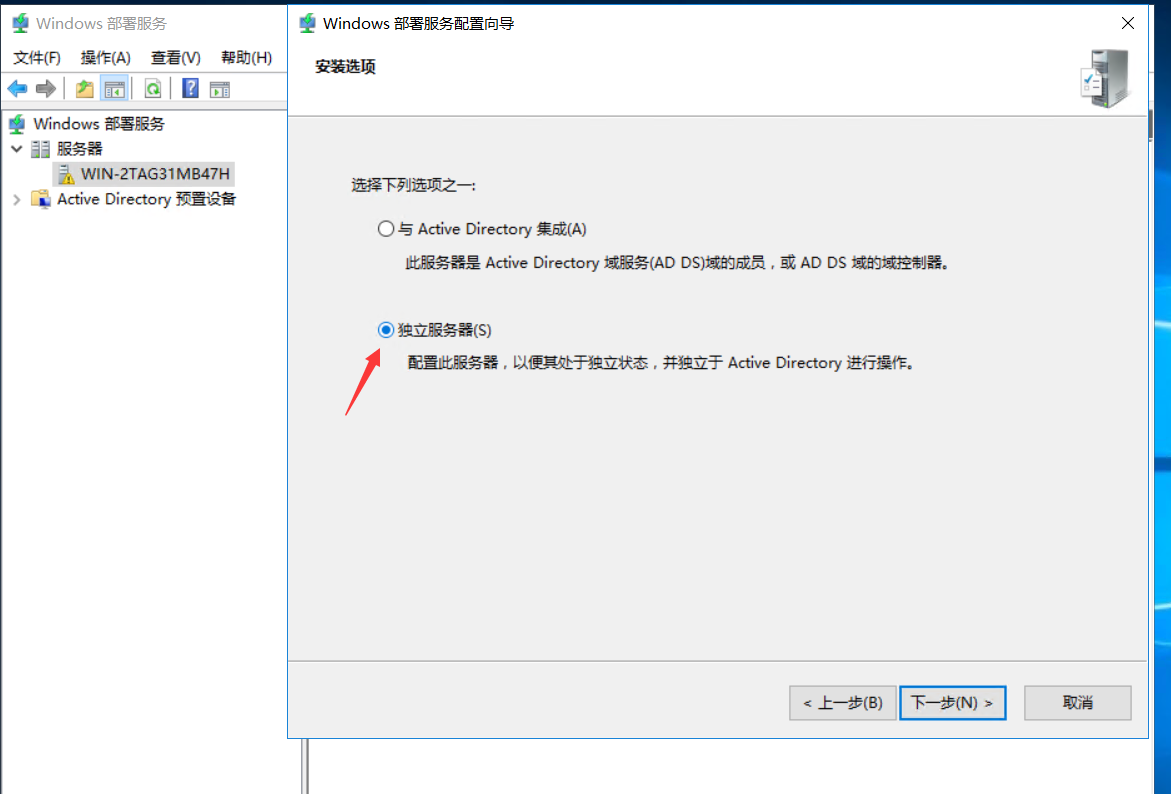 Windows 部署服务
文件(F) 操作(A) 查看(V) 帮助(H)
Windows 部署服务
服务器
WIN-2TAG31MB47H
Active Directory 预置设备
Windows 部署服务配置向导
安装选项
选择下列选项之一:
与 Active Directory 集成(A)
此服务器是 Active Directory 域服务(AD DS)域的成员，或 AD DS 域的域控制器。
独立服务器(S)
配置此服务器，以便其处于独立状态，并独立于 Active Directory 进行操作。
< 上一步(B) 下一步(N) > 取消